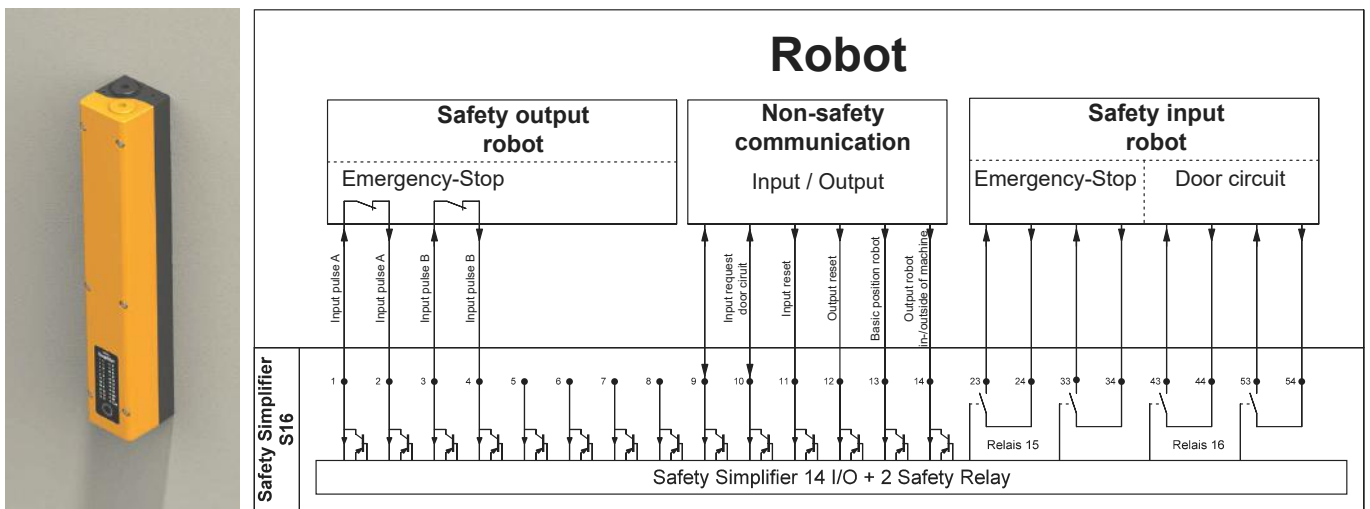 Robot
Safety output
robot
Emergency-Stop
Non-safety
communication
Input / Output
Safety input
robot
Emergency-Stop
Door circuit
Input pulse A
Input pulse A
Input pulse B
Input pulse B
Input request
door ciruit
Input reset
Output reset
Basic position robot
Output robot
in-/outside of machine
Safety Simplifier
S16
1
2
3
4
5
6
7
8
9
10
11
12
13
14
23
24
33
34
43
44
53
54
Relais 15
Relais 16
Safety Simplifier 14 I/O + 2 Safety Relay